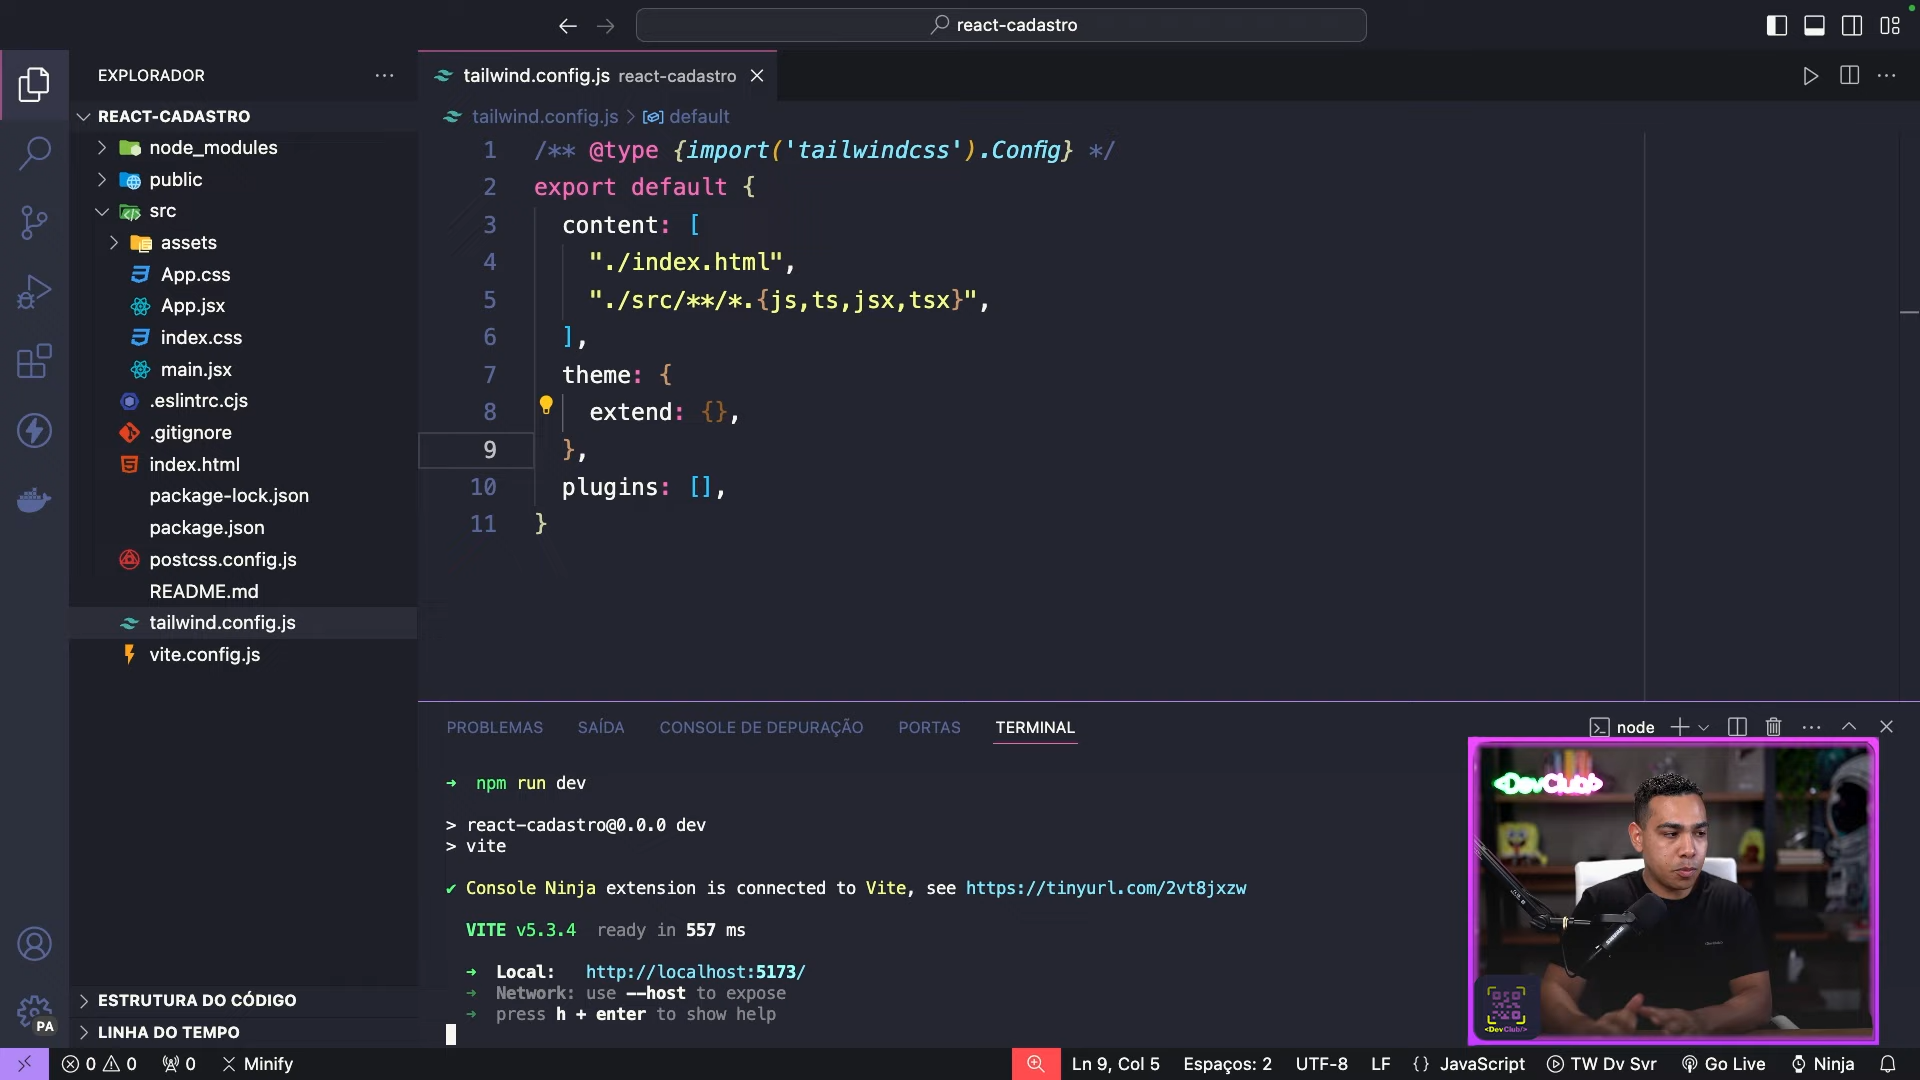 react-cadastro
EXPLORADOR
REACT-CADASTRO
node_modules
public
src
assets
App.css
App.jsx
index.css
main.jsx
.eslintrc.cjs
.gitignore
index.html
package-lock.json
package.json
postcss.config.js
README.md
tailwind.config.js
vite.config.js
ESTRUTURA DO CÓDIGO
LINHA DO TEMPO
PA
tailwind.config.js react-cadastro
tailwind.config.js > default
1 /** @type {import('tailwindcss').Config} */
2 export default {
3 content: [
4 "./index.html",
5 "./src/**/*.{js,ts,jsx,tsx}",
6 ],
7 theme: {
8 extend: {},
9 },
10 plugins: [],
11 }
PROBLEMAS SAÍDA CONSOLE DE DEPURAÇÃO PORTAS TERMINAL
node
➜ npm run dev
> react-cadastro@0.0.0 dev
> vite
✔ Console Ninja extension is connected to Vite, see https://tinyurl.com/2vt8jxzw
VITE v5.3.4 ready in 557 ms
➜ Local: http://localhost:5173/
➜ Network: use --host to expose
➜ press h + enter to show help
<DevClub/>
<DevClub/>
0 0 0 Minify
Ln 9, Col 5 Espaços: 2 UTF-8 LF {} JavaScript TW Dv Svr Go Live Ninja